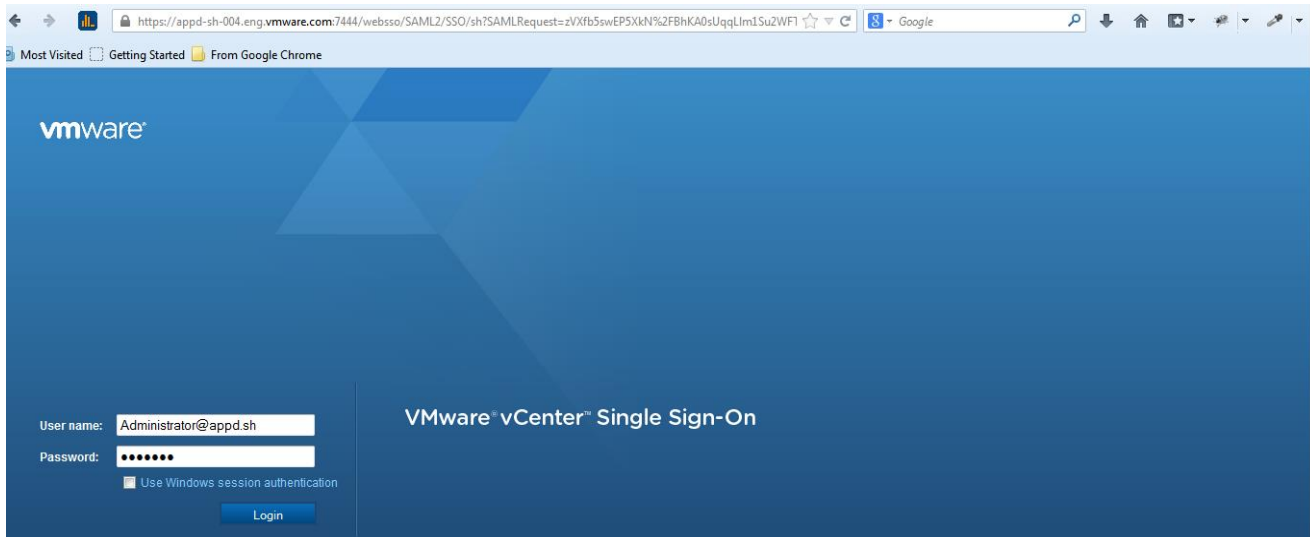 https://appd-sh-004.eng.vmware.com:7444/websso/SAML2/SSO/sh?SAMLRequest=zVXfb5swEP5XkN%2FBhKA0sUqqLIm1Su2WF1
8 Google
Most Visited Getting Started From Google Chrome
vmware®
User name: Administrator@appd.sh
Password: •••••••
Use Windows session authentication
Login
VMware® vCenter™ Single Sign-On